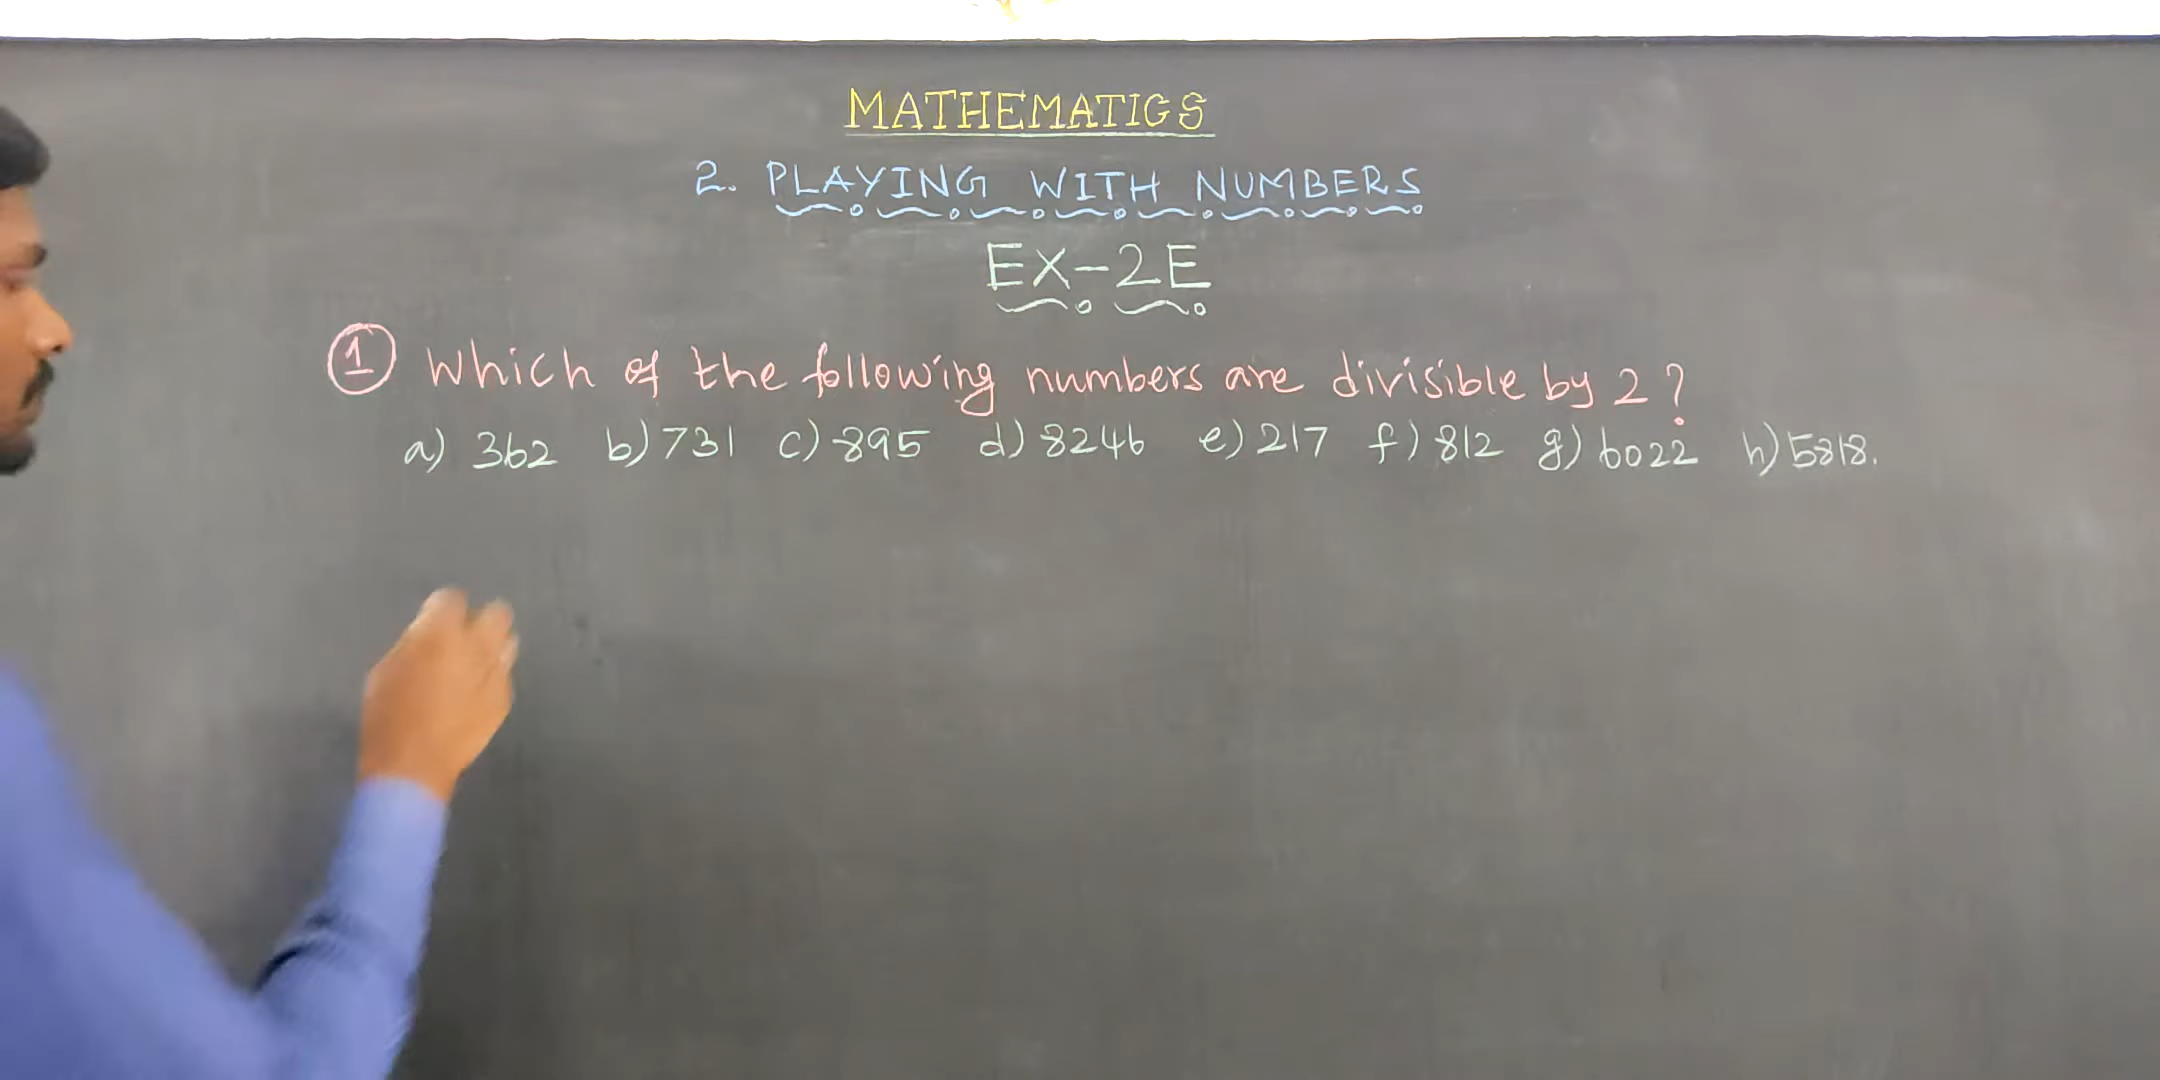 MATHEMATICS
2. PLAYING WITH NUMBERS
EX-2E
1 Which of the following numbers are divisible by 2?
a) 362 b) 731 c) 895 d) 8246 e) 217 f) 812 g) 6022 h) 5818.